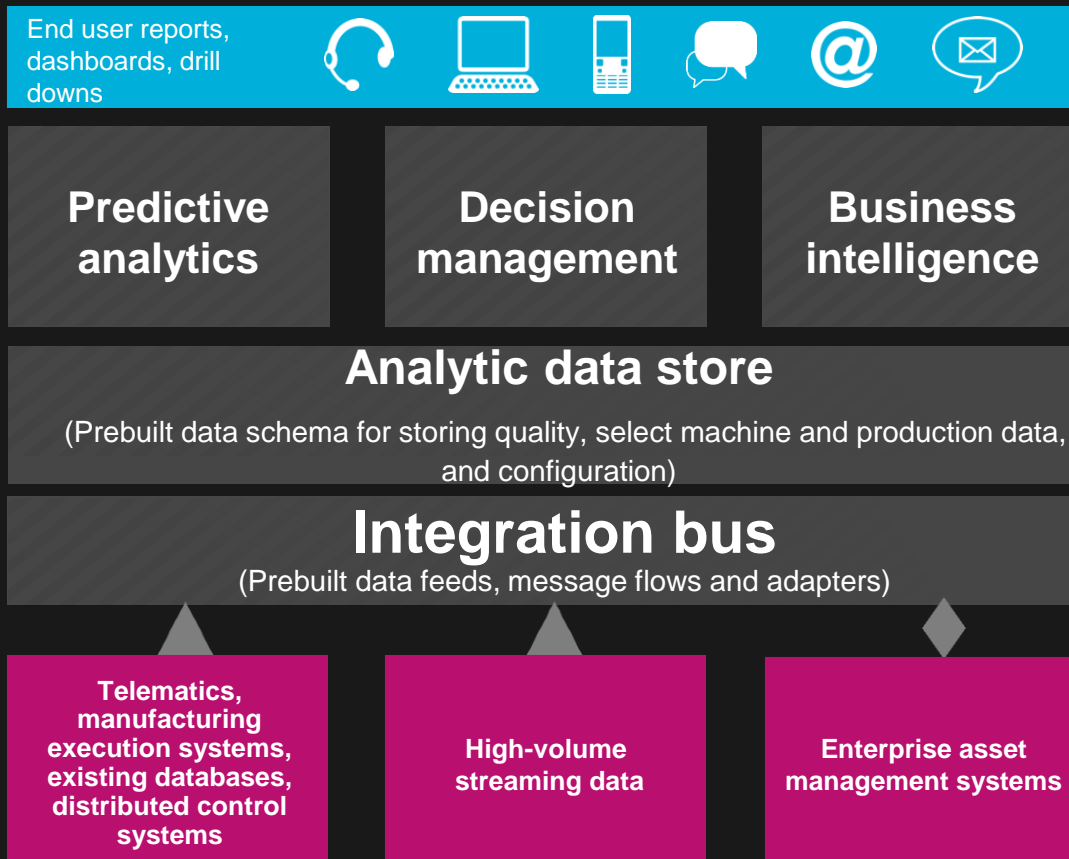 End user reports,
dashboards, drill
downs
@
Predictive
analytics
Decision
management
Business
intelligence
Analytic data store
(Prebuilt data schema for storing quality, select machine and production data,
and configuration)
Integration bus
(Prebuilt data feeds, message flows and adapters)
Telematics,
manufacturing
execution systems,
existing databases,
distributed control
systems
High-volume
streaming data
Enterprise asset
management systems